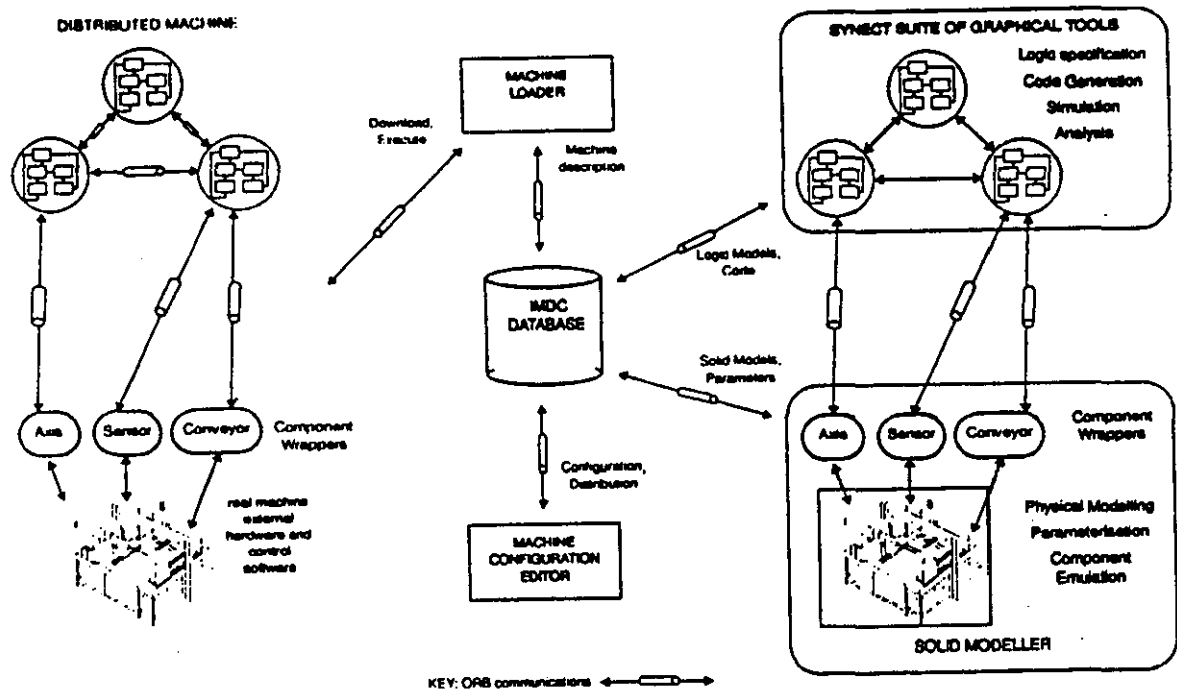 DISTRIBUTED MACHINE
SYNECT SUITE OF GRAPHICAL TOOLS
Logic specification
Code Generation
Simulation
Analysis
MACHINE
LOADER
Download,
Execute
Machine
description
Logic Models,
Code
IMDC
DATABASE
Solid Models,
Parameters
Axis
Sensor
Conveyor
Component
Wrappers
Axis
Sensor
Conveyor
Component
Wrappers
Configuration,
Distribution
real machine
external
hardware and
control
software
MACHINE
CONFIGURATION
EDITOR
Physical Modelling
Parameterisation
Component
Emulation
SOLID MODELLER
KEY: ORB communications